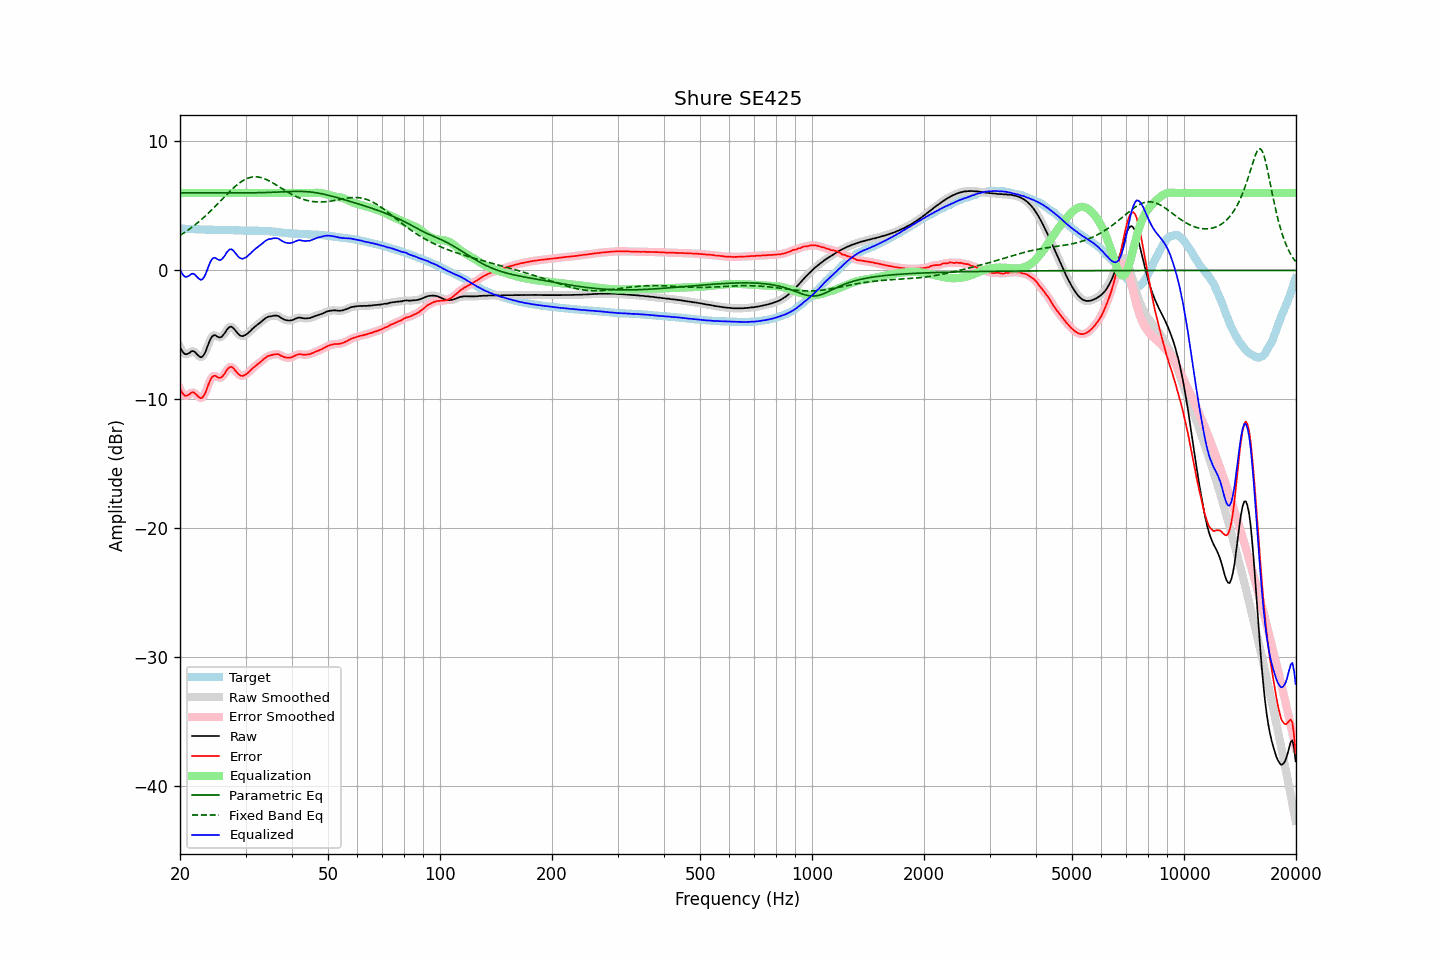 Shure SE425
Amplitude (dBr)
10
0
−10
−20
−30
−40
Target
Raw Smoothed
Error Smoothed
Raw
Error
Equalization
Parametric Eq
Fixed Band Eq
Equalized
20 50 100 200 500 1000 2000 5000 10000 20000
Frequency (Hz)